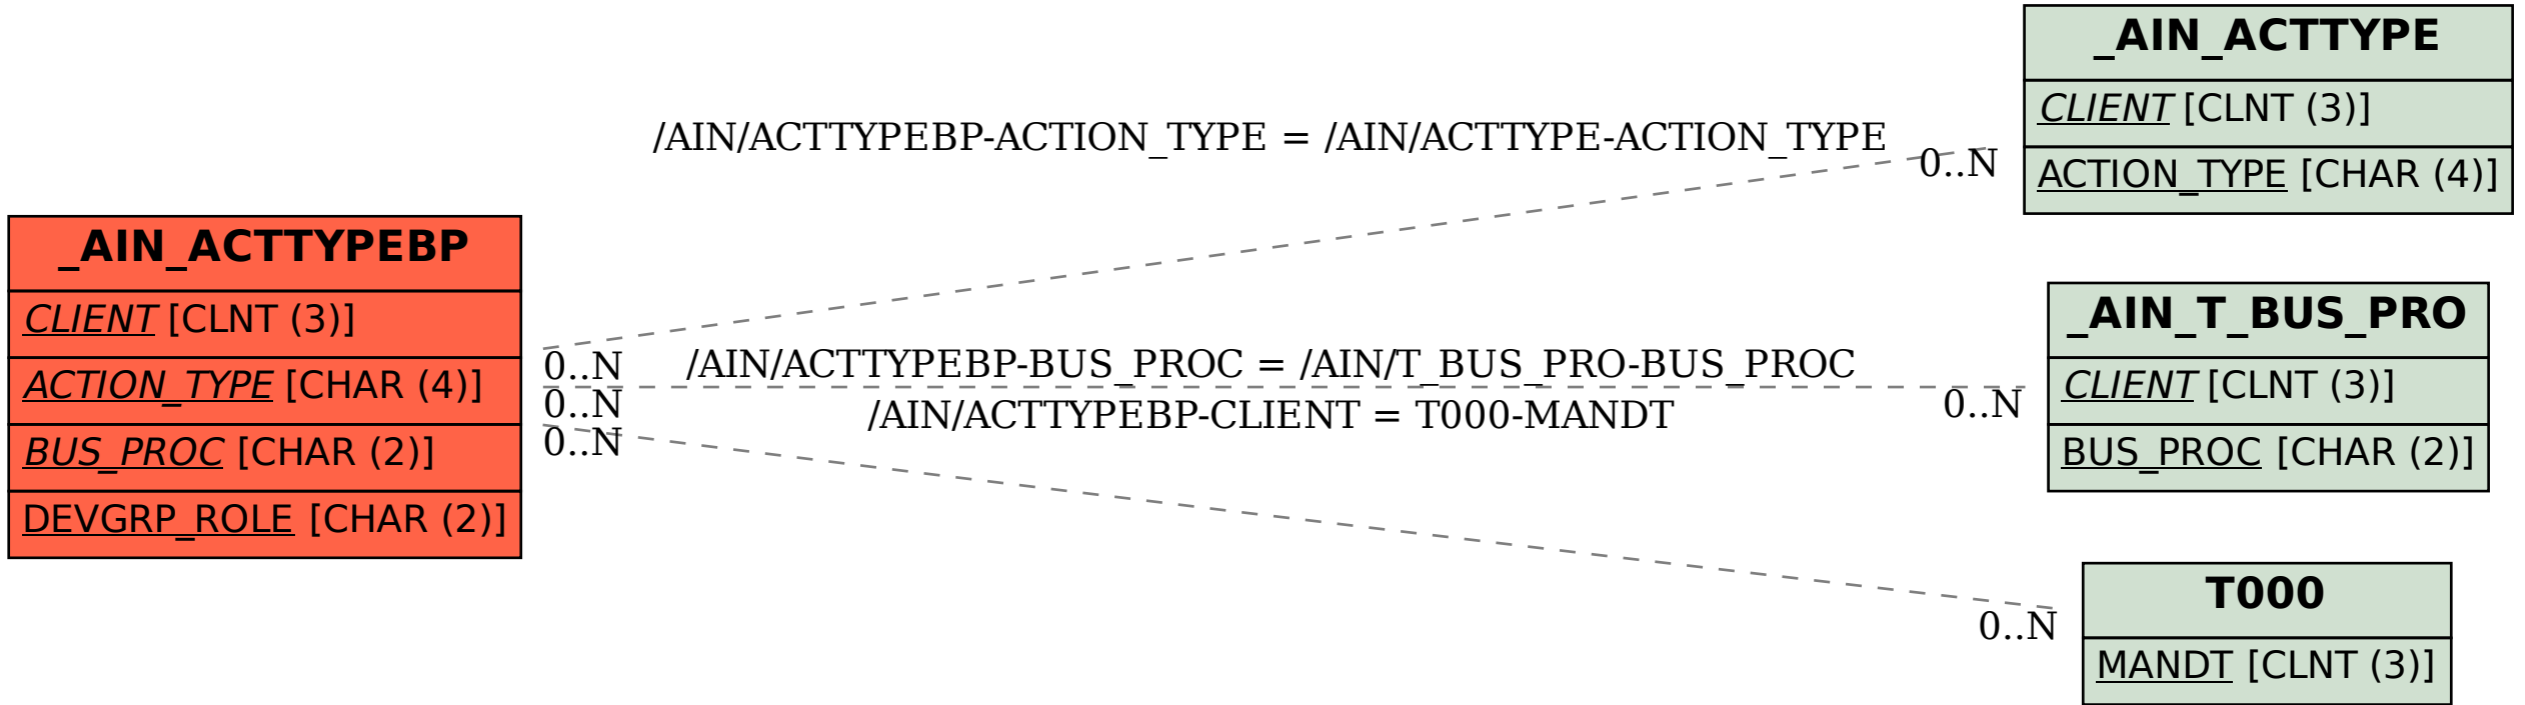 _AIN_ACTTYPEBP
CLIENT [CLNT (3)]
ACTION_TYPE [CHAR (4)]
BUS_PROC [CHAR (2)]
DEVGRP_ROLE [CHAR (2)]
/AIN/ACTTYPEBP-ACTION_TYPE = /AIN/ACTTYPE-ACTION_TYPE
0..N
0..N
/AIN/ACTTYPEBP-BUS_PROC = /AIN/T_BUS_PRO-BUS_PROC
0..N
0..N
/AIN/ACTTYPEBP-CLIENT = T000-MANDT
0..N
0..N
_AIN_ACTTYPE
CLIENT [CLNT (3)]
ACTION_TYPE [CHAR (4)]
_AIN_T_BUS_PRO
CLIENT [CLNT (3)]
BUS_PROC [CHAR (2)]
T000
MANDT [CLNT (3)]